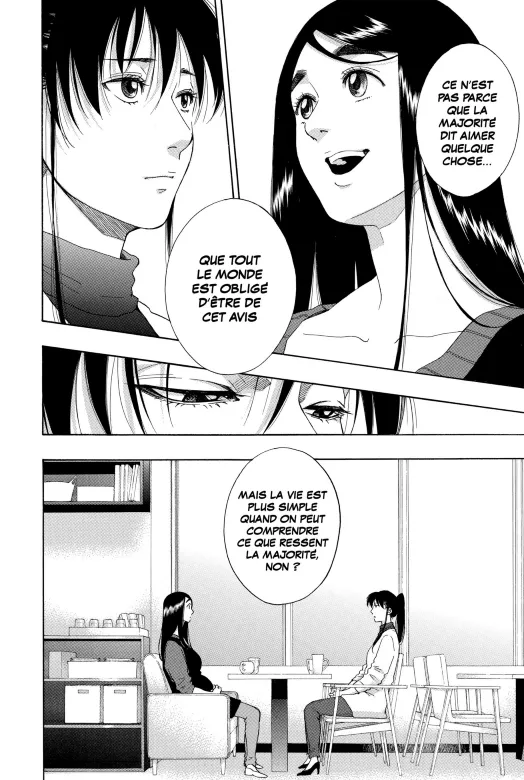 CE N'EST
PAS PARCE
QUE LA
MAJORITÉ
DIT AIMER
QUELQUE
CHOSE...
QUE TOUT
LE MONDE
EST OBLIGÉ
D'ÊTRE DE
CET AVIS
MAIS LA VIE EST
PLUS SIMPLE
QUAND ON PEUT
COMPRENDRE
CE QUE RESSENT
LA MAJORITÉ,
NON ?